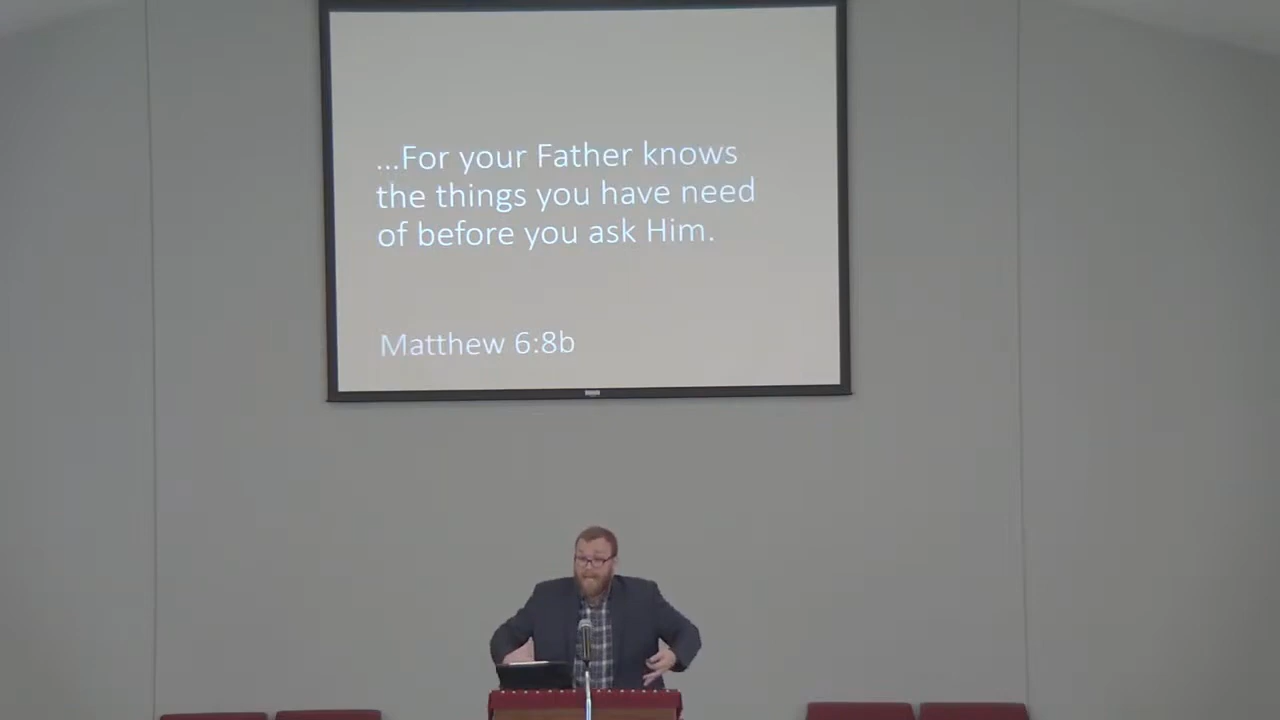 ...For your Father knows
the things you have need
of before you ask Him.
Matthew 6:8b